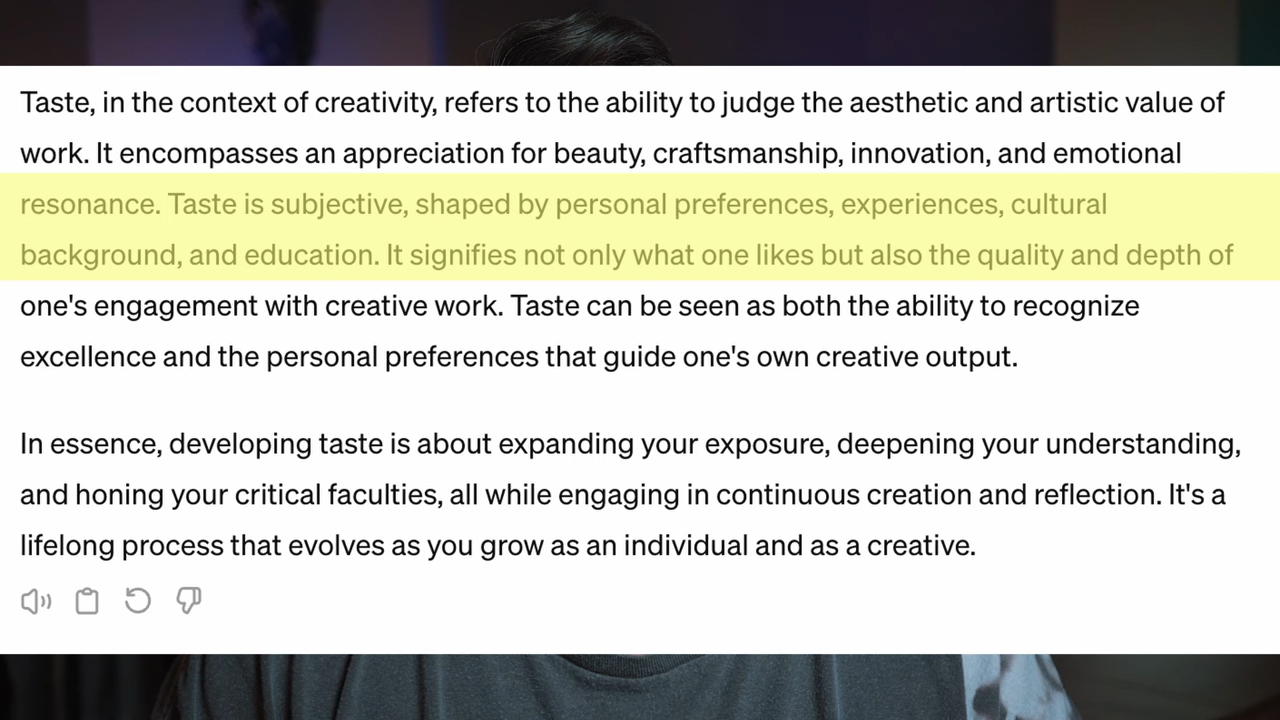 Taste, in the context of creativity, refers to the ability to judge the aesthetic and artistic value of
work. It encompasses an appreciation for beauty, craftsmanship, innovation, and emotional
resonance. Taste is subjective, shaped by personal preferences, experiences, cultural
background, and education. It signifies not only what one likes but also the quality and depth of
one's engagement with creative work. Taste can be seen as both the ability to recognize
excellence and the personal preferences that guide one's own creative output.
In essence, developing taste is about expanding your exposure, deepening your understanding,
and honing your critical faculties, all while engaging in continuous creation and reflection. It's a
lifelong process that evolves as you grow as an individual and as a creative.